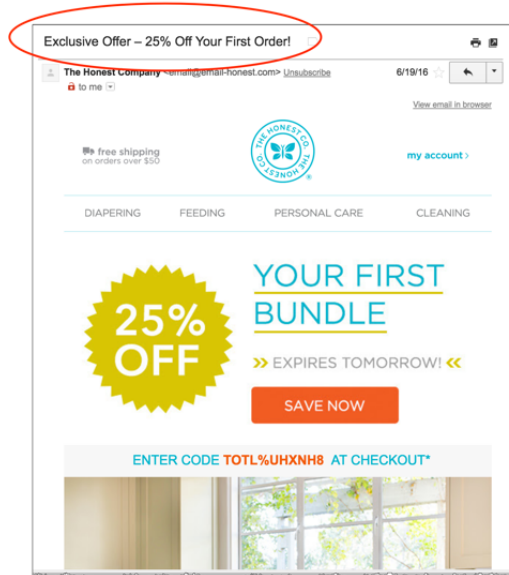 Exclusive Offer – 25% Off Your First Order!
The Honest Company <email@email-honest.com> Unsubscribe 6/19/16
to me
View email in browser
free shipping
on orders over $50
THE HONEST CO. THE HONEST CO.
®
my account >
DIAPERING FEEDING PERSONAL CARE CLEANING
25%
OFF
YOUR FIRST
BUNDLE
>> EXPIRES TOMORROW! <<
SAVE NOW
ENTER CODE TOTL%UHXNH8 AT CHECKOUT*